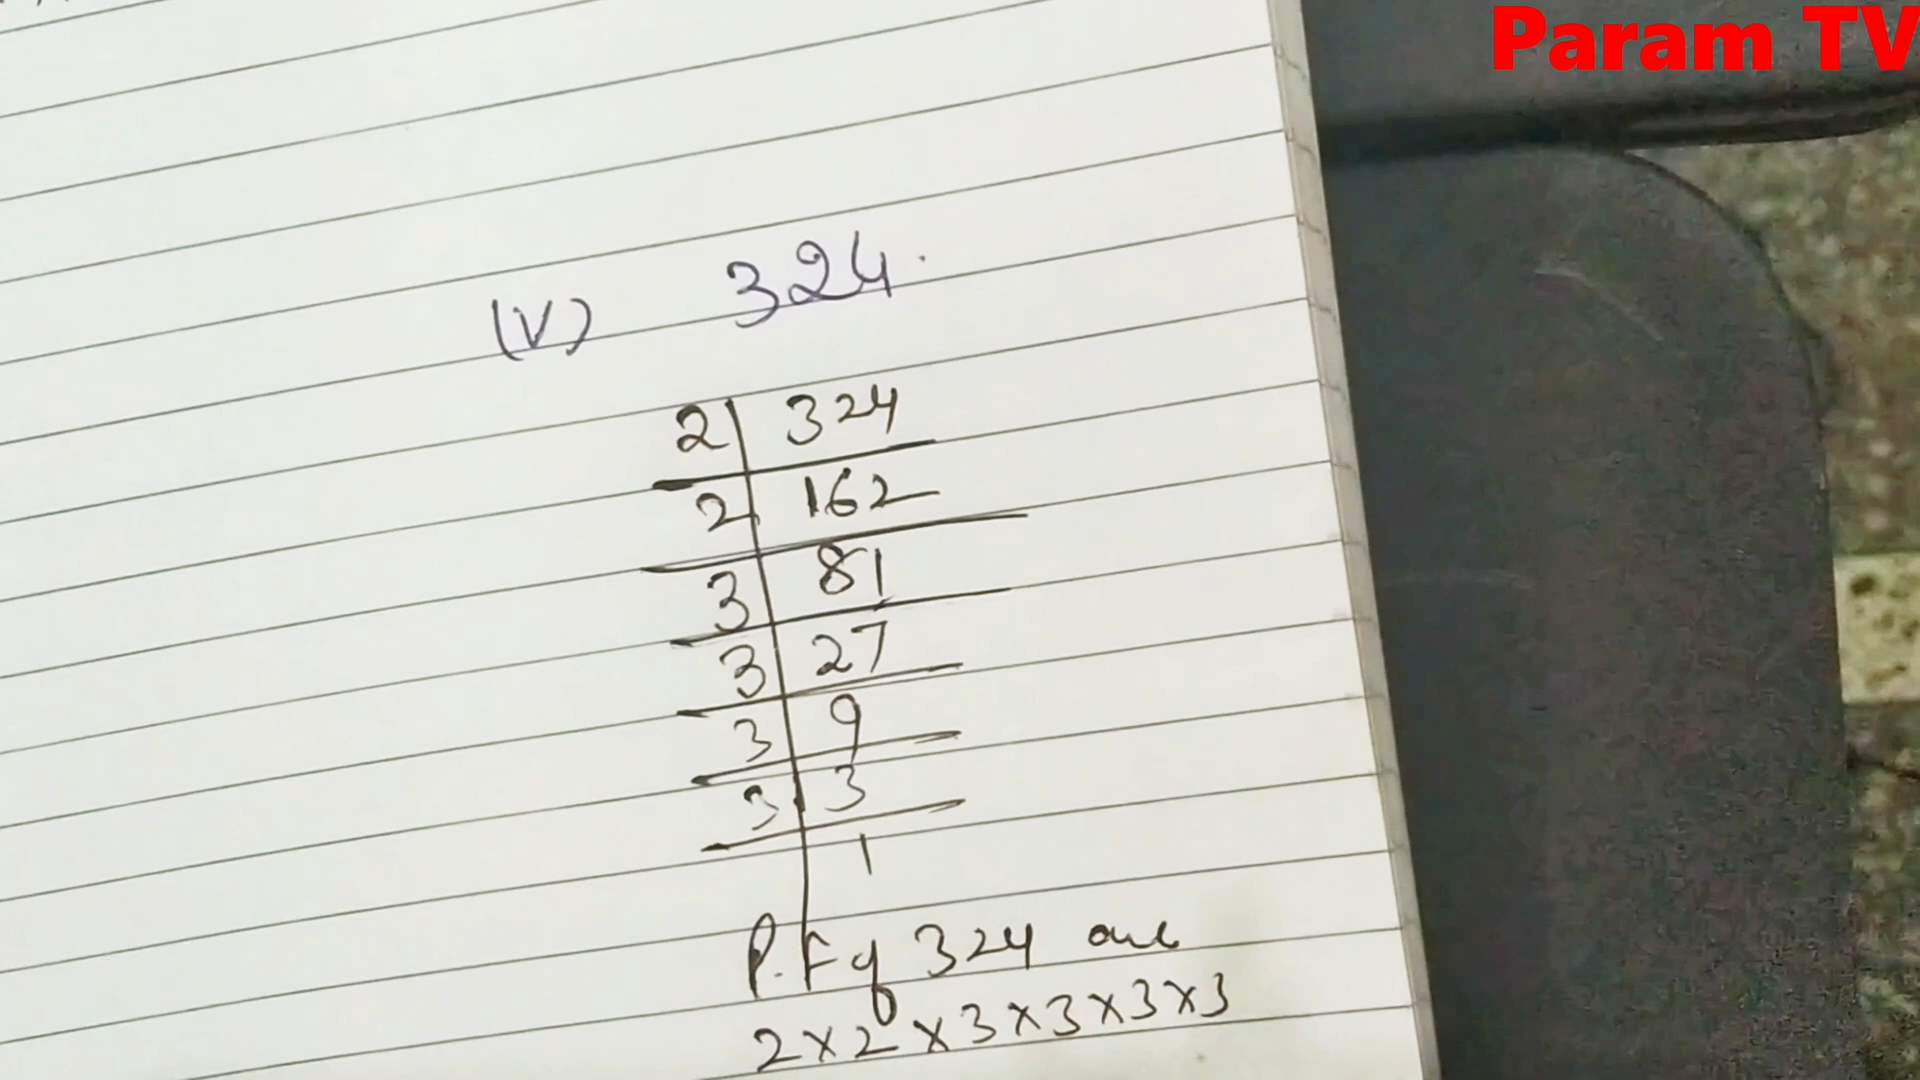 Param TV
(V) 324.
2 324
2 162
3 81
3 27
3 9
3 3
1
P.F of 324 are
2×2×3×3×3×3